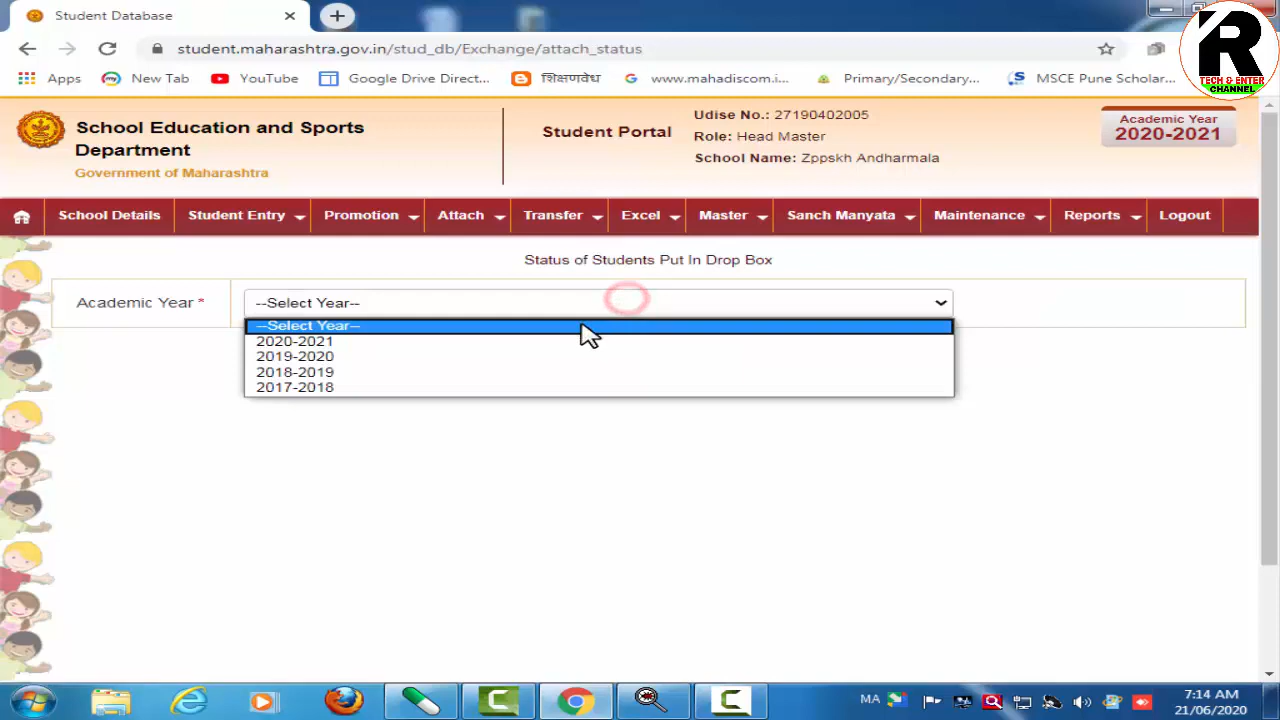 Student Database
student.maharashtra.gov.in/stud_db/Exchange/attach_status
Apps
New Tab
YouTube
Google Drive Direct...
शिक्षणवेध
www.mahadiscom.i...
Primary/Secondary...
MSCE Pune Scholar...
R
TECH & ENTER
CHANNEL
School Education and Sports
Department
Government of Maharashtra
Student Portal
Udise No.: 27190402005
Role: Head Master
School Name: Zppskh Andharmala
Academic Year
2020-2021
School Details
Student Entry
Promotion
Attach
Transfer
Excel
Master
Sanch Manyata
Maintenance
Reports
Logout
Status of Students Put In Drop Box
Academic Year *
--Select Year--
--Select Year--
2020-2021
2019-2020
2018-2019
2017-2018
MA
7:14 AM
21/06/2020